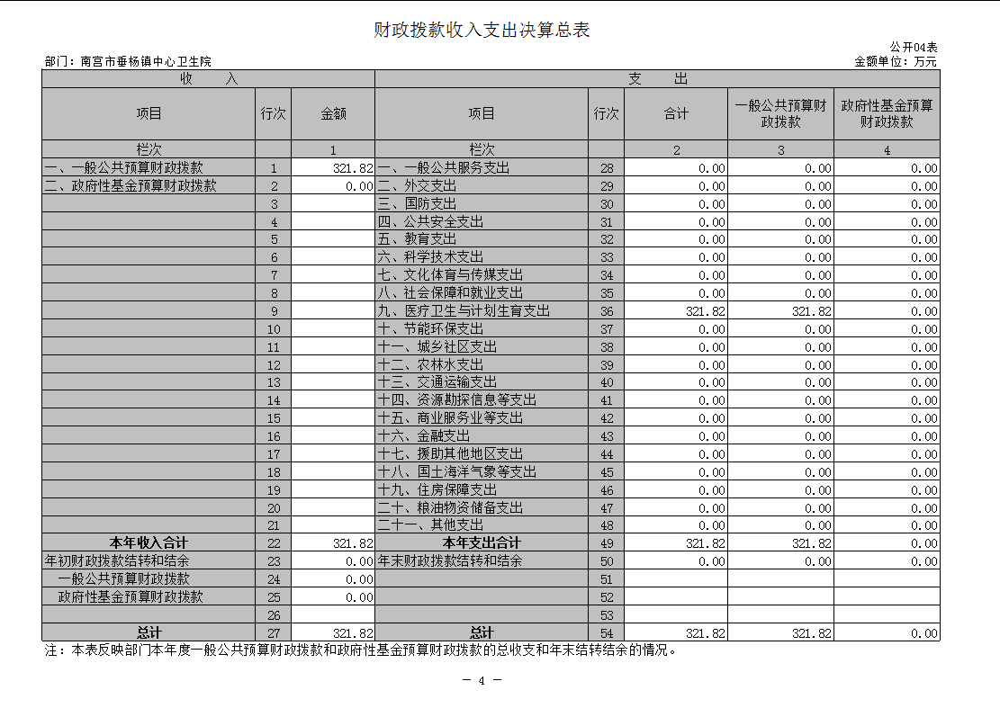 财政拨款收入支出决算总表
公开04表
部门：南宫市垂杨镇中心卫生院 金额单位：万元
收 入 支 出
项目 行次 金额 项目 行次 合计 一般公共预算财政拨款 政府性基金预算财政拨款
栏次 1 栏次 2 3 4
一、一般公共预算财政拨款 1 321.82 一、一般公共服务支出 28 0.00 0.00 0.00
二、政府性基金预算财政拨款 2 0.00 二、外交支出 29 0.00 0.00 0.00
3 三、国防支出 30 0.00 0.00 0.00
4 四、公共安全支出 31 0.00 0.00 0.00
5 五、教育支出 32 0.00 0.00 0.00
6 六、科学技术支出 33 0.00 0.00 0.00
7 七、文化体育与传媒支出 34 0.00 0.00 0.00
8 八、社会保障和就业支出 35 0.00 0.00 0.00
9 九、医疗卫生与计划生育支出 36 321.82 321.82 0.00
10 十、节能环保支出 37 0.00 0.00 0.00
11 十一、城乡社区支出 38 0.00 0.00 0.00
12 十二、农林水支出 39 0.00 0.00 0.00
13 十三、交通运输支出 40 0.00 0.00 0.00
14 十四、资源勘探信息等支出 41 0.00 0.00 0.00
15 十五、商业服务业等支出 42 0.00 0.00 0.00
16 十六、金融支出 43 0.00 0.00 0.00
17 十七、援助其他地区支出 44 0.00 0.00 0.00
18 十八、国土海洋气象等支出 45 0.00 0.00 0.00
19 十九、住房保障支出 46 0.00 0.00 0.00
20 二十、粮油物资储备支出 47 0.00 0.00 0.00
21 二十一、其他支出 48 0.00 0.00 0.00
本年收入合计 22 321.82 本年支出合计 49 321.82 321.82 0.00
年初财政拨款结转和结余 23 0.00 年末财政拨款结转和结余 50 0.00 0.00 0.00
一般公共预算财政拨款 24 0.00 51
政府性基金预算财政拨款 25 0.00 52
26 53
总计 27 321.82 总计 54 321.82 321.82 0.00
注：本表反映部门本年度一般公共预算财政拨款和政府性基金预算财政拨款的总收支和年末结转结余的情况。
— 4 —